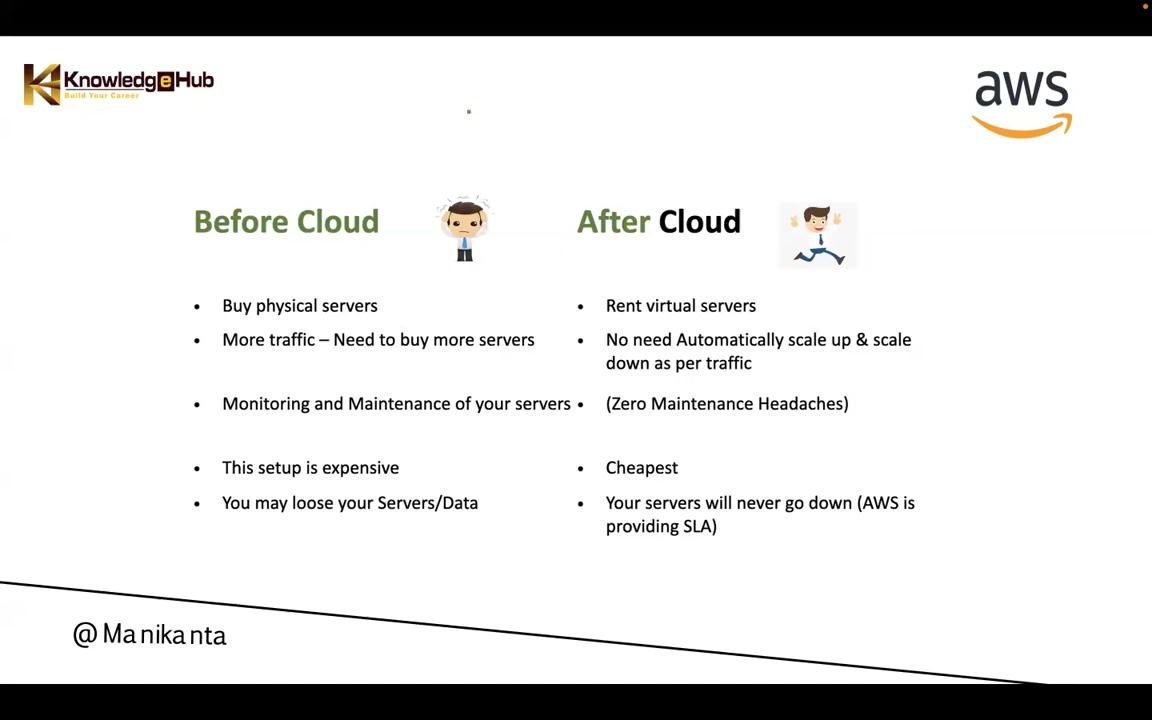 KnowledgeHub
Build Your Career
aws
Before Cloud
• Buy physical servers
• More traffic – Need to buy more servers
• Monitoring and Maintenance of your servers
• This setup is expensive
• You may loose your Servers/Data
After Cloud
• Rent virtual servers
• No need Automatically scale up & scale
down as per traffic
• (Zero Maintenance Headaches)
• Cheapest
• Your servers will never go down (AWS is
providing SLA)
@Manikanta